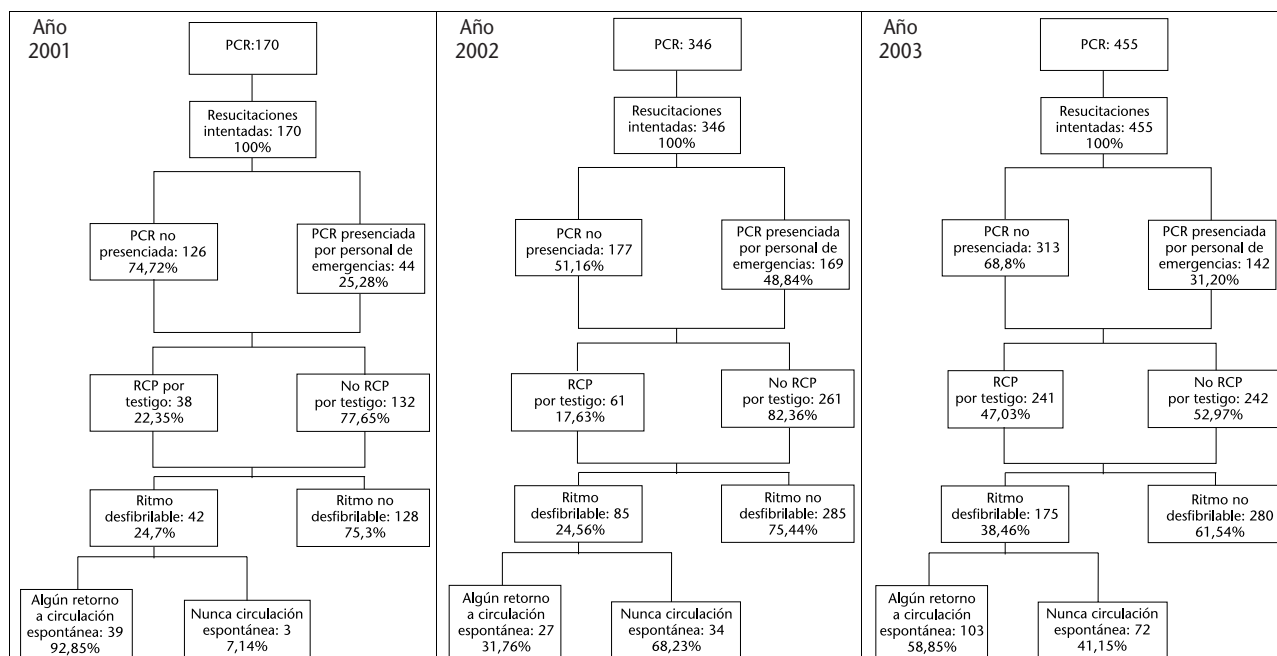 Año
2001
PCR:170
Resucitaciones
intentadas: 170
100%
PCR no
presenciada: 126
74,72%
PCR presenciada
por personal de
emergencias: 44
25,28%
RCP por
testigo: 38
22,35%
No RCP
por testigo: 132
77,65%
Ritmo
desfibrilable: 42
24,7%
Ritmo no
desfibrilable: 128
75,3%
Algún retorno
a circulación
espontánea: 39
92,85%
Nunca circulación
espontánea: 3
7,14%
Año
2002
PCR: 346
Resucitaciones
intentadas: 346
100%
PCR no
presenciada: 177
51,16%
PCR presenciada
por personal de
emergencias: 169
48,84%
RCP
por testigo: 61
17,63%
No RCP
por testigo: 261
82,36%
Ritmo
desfibrilable: 85
24,56%
Ritmo no
desfibrilable: 285
75,44%
Algún retorno
a circulación
espontánea: 27
31,76%
Nunca circulación
espontánea: 34
68,23%
Año
2003
PCR: 455
Resucitaciones
intentadas: 455
100%
PCR no
presenciada: 313
68,8%
PCR presenciada
por personal de
emergencias: 142
31,20%
RCP
por testigo: 241
47,03%
No RCP
por testigo: 242
52,97%
Ritmo
desfibrilable: 175
38,46%
Ritmo no
desfibrilable: 280
61,54%
Algún retorno
a circulación
espontánea: 103
58,85%
Nunca circulación
espontánea: 72
41,15%